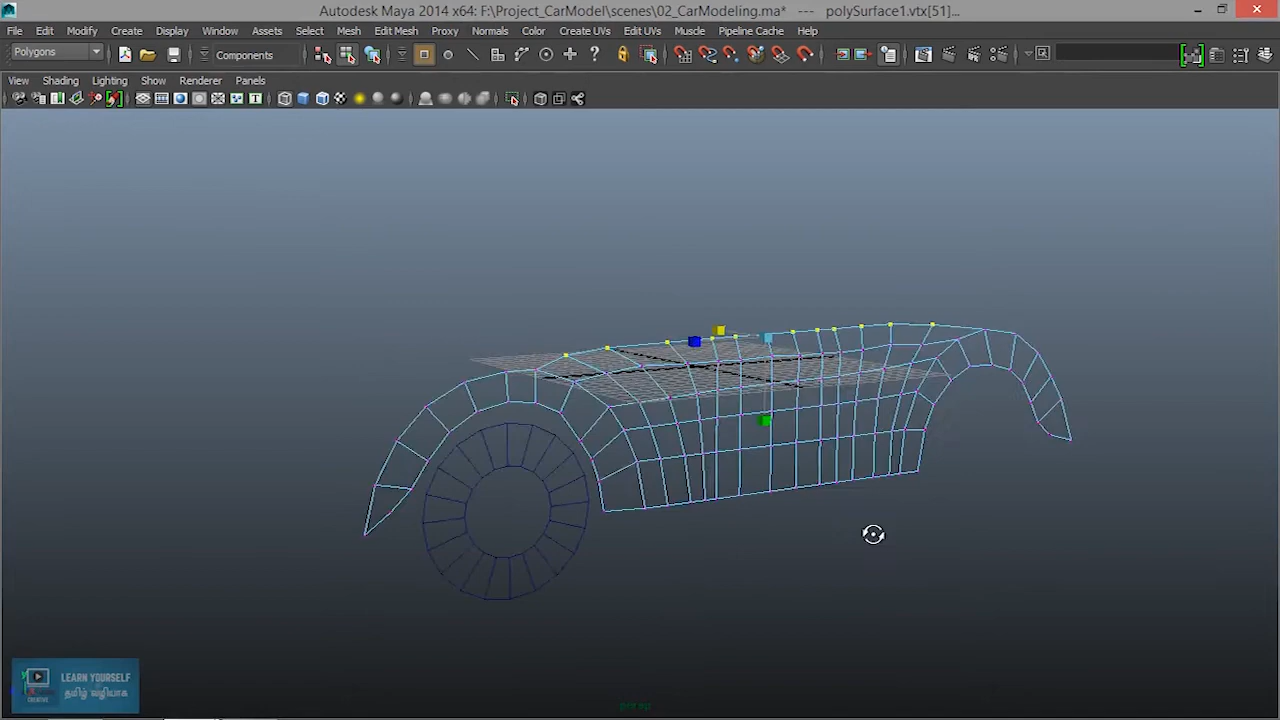 Autodesk Maya 2014 x64: F:\Project_CarModel\scenes\02_CarModeling.ma* --- polySurface1.vtx[51]...
File Edit Modify Create Display Window Assets Select Mesh Edit Mesh Proxy Normals Color Create UVs Edit UVs Muscle Pipeline Cache Help
Polygons Components
View Shading Lighting Show Renderer Panels
LEARN YOURSELF
தமிழ் வழியாக
CREATIVE
persp